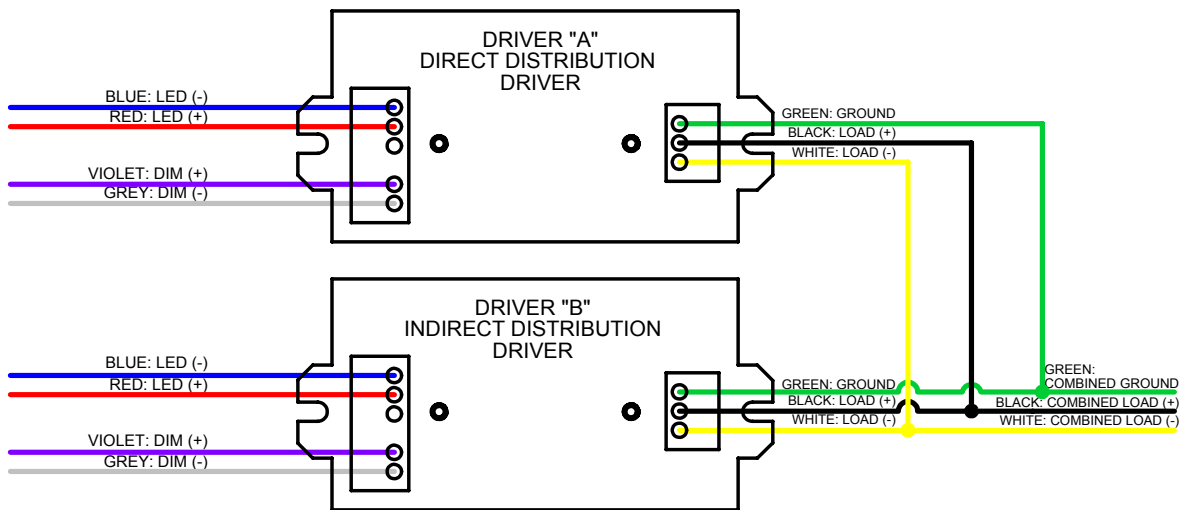 DRIVER "A"
DIRECT DISTRIBUTION
DRIVER
BLUE: LED (-)
RED: LED (+)
VIOLET: DIM (+)
GREY: DIM (-)
GREEN: GROUND
BLACK: LOAD (+)
WHITE: LOAD (-)
DRIVER "B"
INDIRECT DISTRIBUTION
DRIVER
BLUE: LED (-)
RED: LED (+)
VIOLET: DIM (+)
GREY: DIM (-)
GREEN: GROUND
BLACK: LOAD (+)
WHITE: LOAD (-)
GREEN:
COMBINED GROUND
BLACK: COMBINED LOAD (+)
WHITE: COMBINED LOAD (-)